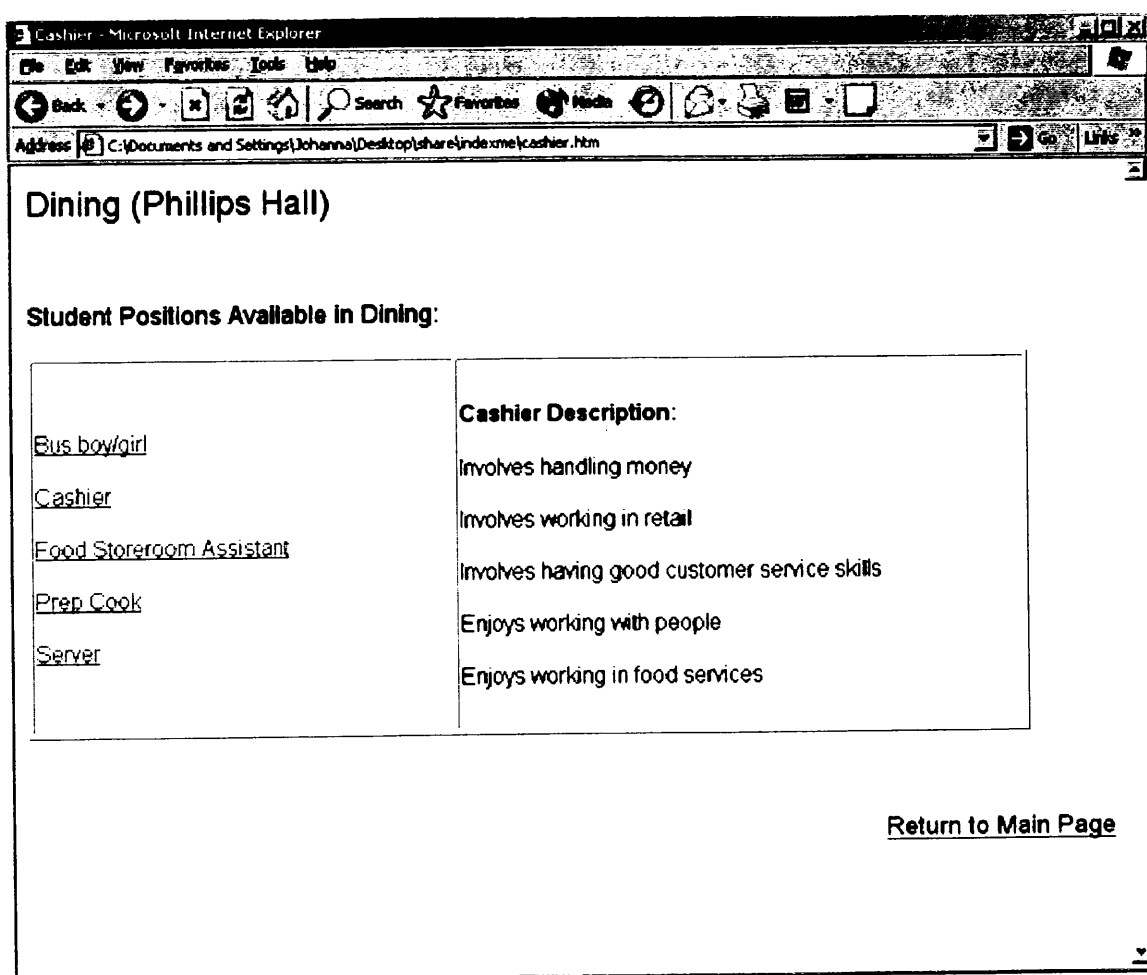 Cashier - Microsoft Internet Explorer
File Edit View Favorites Tools Help
Back Search Favorites Media
Address C:\Documents and Settings\Johanna\Desktop\share\indexme\cashier.htm Go Links »
Dining (Phillips Hall)
Student Positions Available in Dining:
Bus boy/girl
Cashier
Food Storeroom Assistant
Prep Cook
Server
Cashier Description:
Involves handling money
Involves working in retail
Involves having good customer service skills
Enjoys working with people
Enjoys working in food services
Return to Main Page